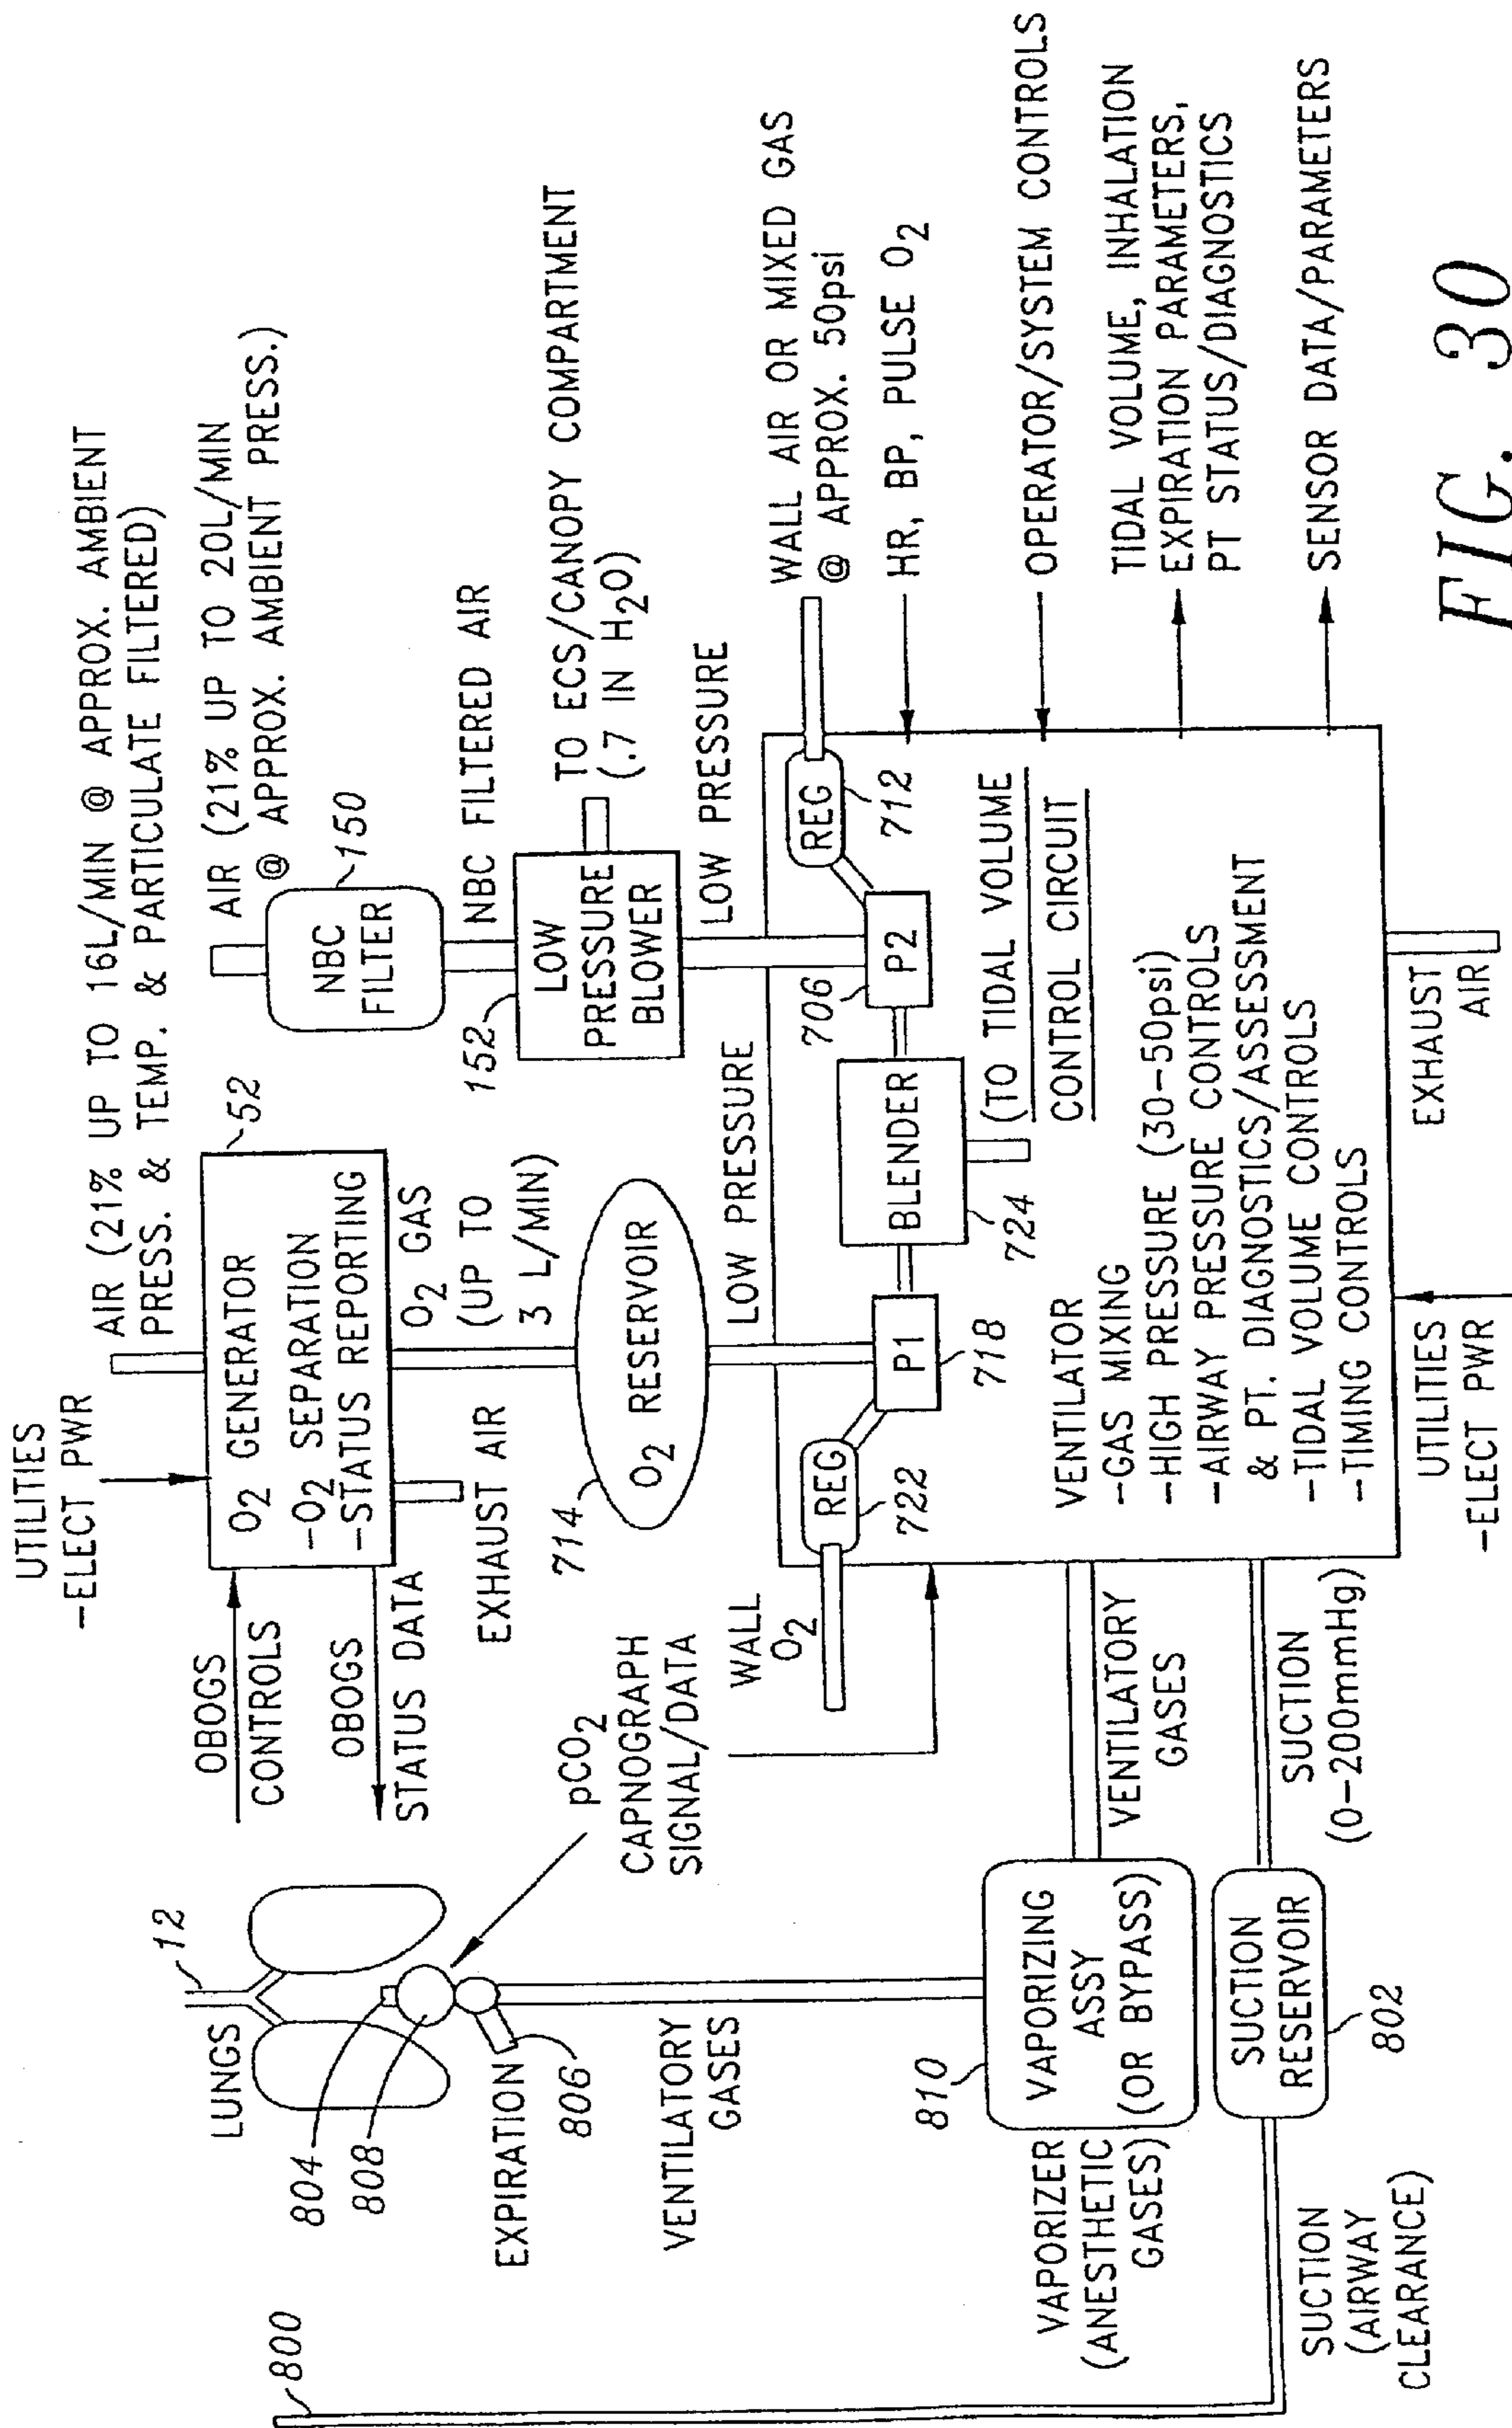 UTILITIES
-ELECT PWR
AIR (21% UP TO 16L/MIN @ APPROX. AMBIENT
PRESS. & TEMP. & PARTICULATE FILTERED)
OBOGS
CONTROLS
OBOGS
STATUS DATA
52
O2 GENERATOR
-O2 SEPARATION
-STATUS REPORTING
EXHAUST AIR
O2 GAS
(UP TO
3 L/MIN)
714
O2 RESERVOIR
LOW PRESSURE
AIR (21% UP TO 20L/MIN
@ APPROX. AMBIENT PRESS.)
150
NBC
FILTER
NBC FILTERED AIR
152
LOW
PRESSURE
BLOWER
TO ECS/CANOPY COMPARTMENT
(.7 IN H2O)
LOW PRESSURE
12
LUNGS
804
808
EXPIRATION
806
pCO2
CAPNOGRAPH
SIGNAL/DATA
VENTILATORY
GASES
WALL
O2
REG
722
P1
718
BLENDER
724
706
P2
REG
712
(TO TIDAL VOLUME
CONTROL CIRCUIT
WALL AIR OR MIXED GAS
@ APPROX. 50psi
HR, BP, PULSE O2
OPERATOR/SYSTEM CONTROLS
TIDAL VOLUME, INHALATION
EXPIRATION PARAMETERS,
PT STATUS/DIAGNOSTICS
SENSOR DATA/PARAMETERS
VENTILATOR
-GAS MIXING
-HIGH PRESSURE (30-50psi)
-AIRWAY PRESSURE CONTROLS
& PT. DIAGNOSTICS/ASSESSMENT
-TIDAL VOLUME CONTROLS
-TIMING CONTROLS
800
810
VAPORIZER
(ANESTHETIC
GASES)
VAPORIZING
ASSY
(OR BYPASS)
VENTILATORY
GASES
SUCTION
(0-200mmHg)
SUCTION
RESERVOIR
802
SUCTION
(AIRWAY
CLEARANCE)
UTILITIES
-ELECT PWR
EXHAUST
AIR
FIG. 30